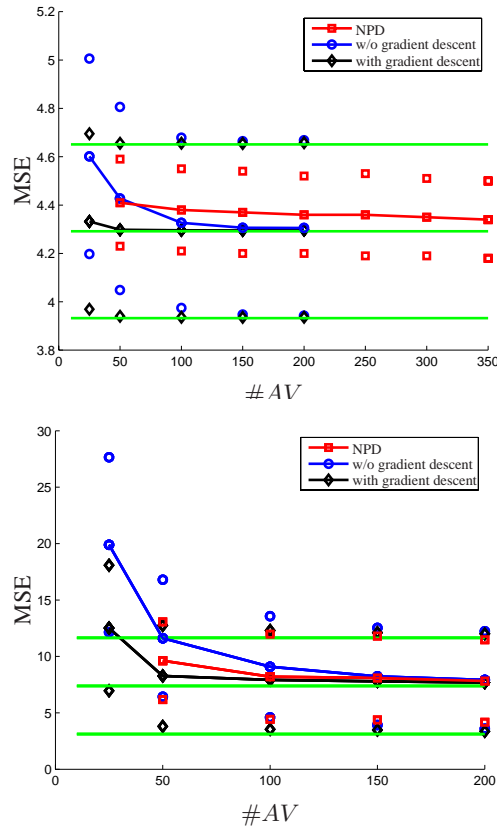 5.2
5
4.8
4.6
4.4
4.2
4
3.8
MSE
NPD
w/o gradient descent
with gradient descent
0 50 100 150 200 250 300 350
#AV
30
25
20
15
10
5
0
MSE
NPD
w/o gradient descent
with gradient descent
0 50 100 150 200
#AV